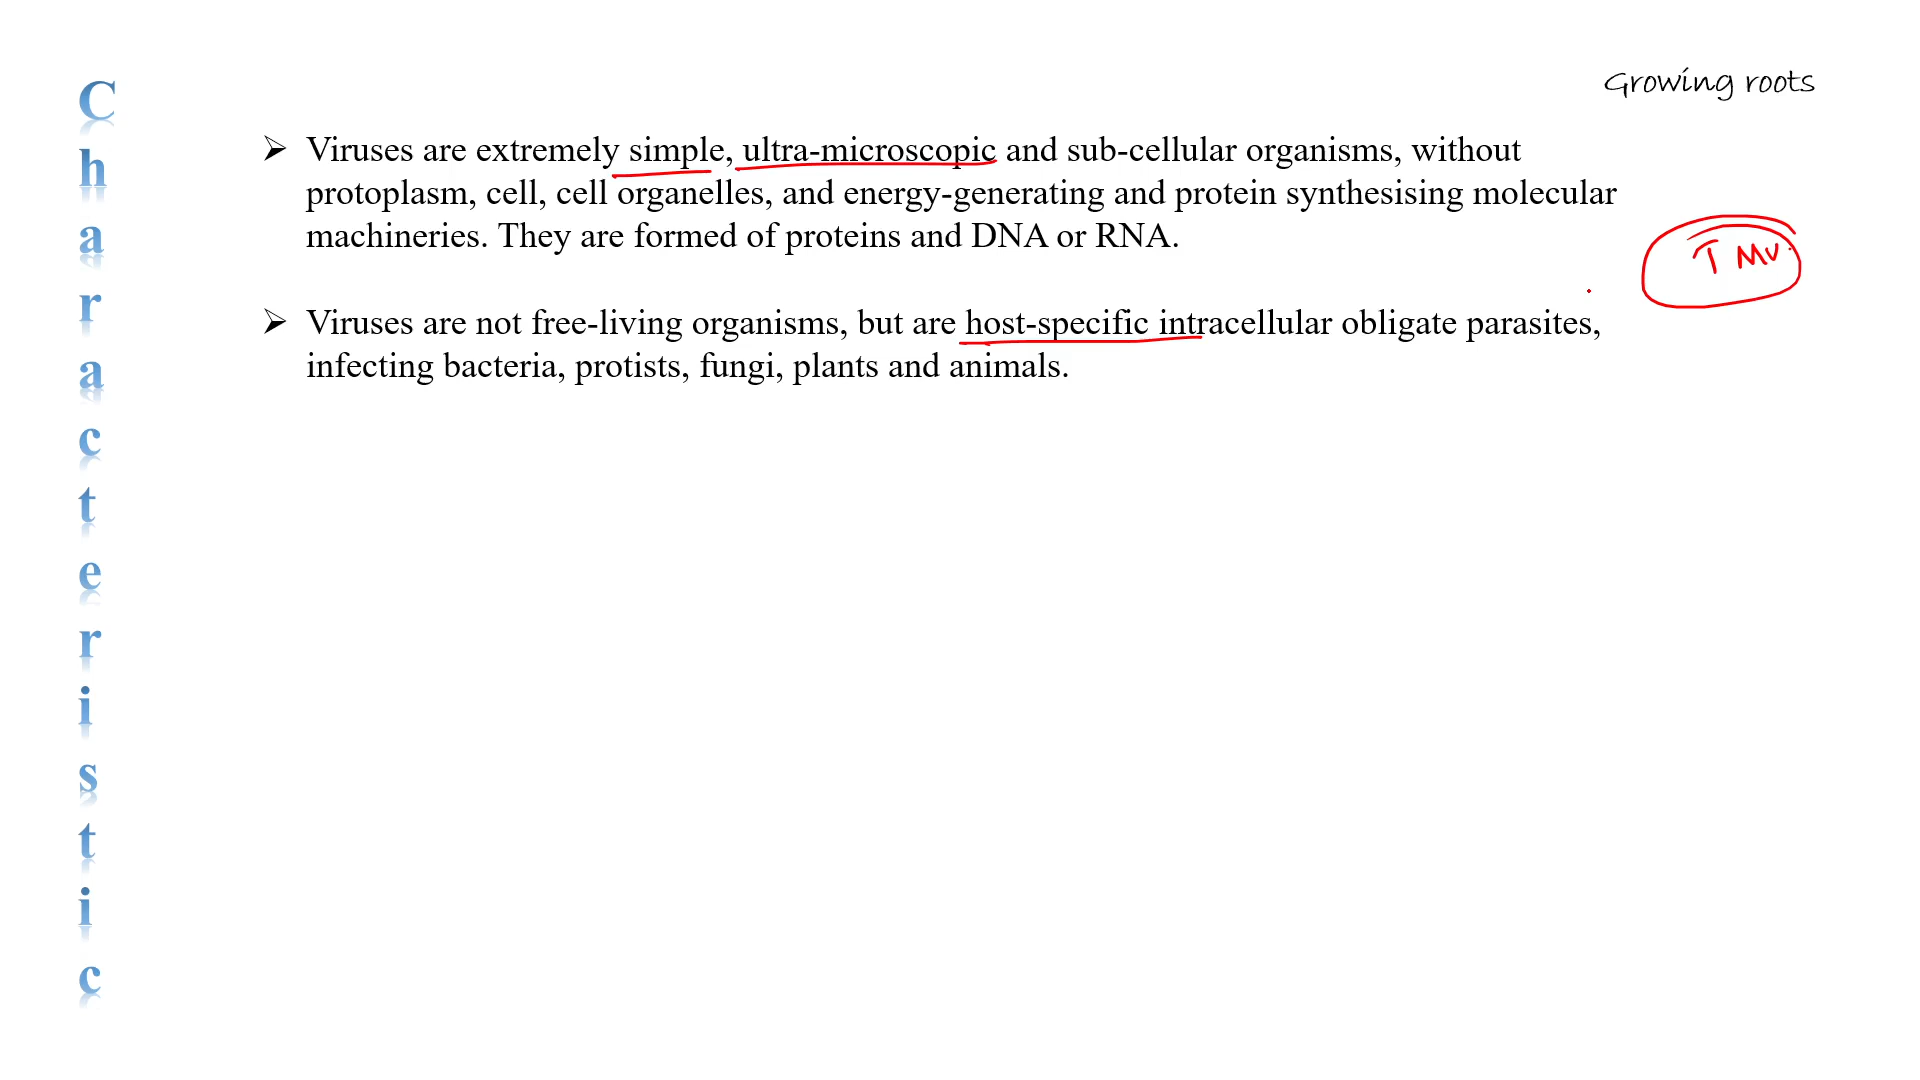 Growing roots
Characteristic
➢ Viruses are extremely simple, ultra-microscopic and sub-cellular organisms, without
protoplasm, cell, cell organelles, and energy-generating and protein synthesising molecular
machineries. They are formed of proteins and DNA or RNA.
TMV
➢ Viruses are not free-living organisms, but are host-specific intracellular obligate parasites,
infecting bacteria, protists, fungi, plants and animals.